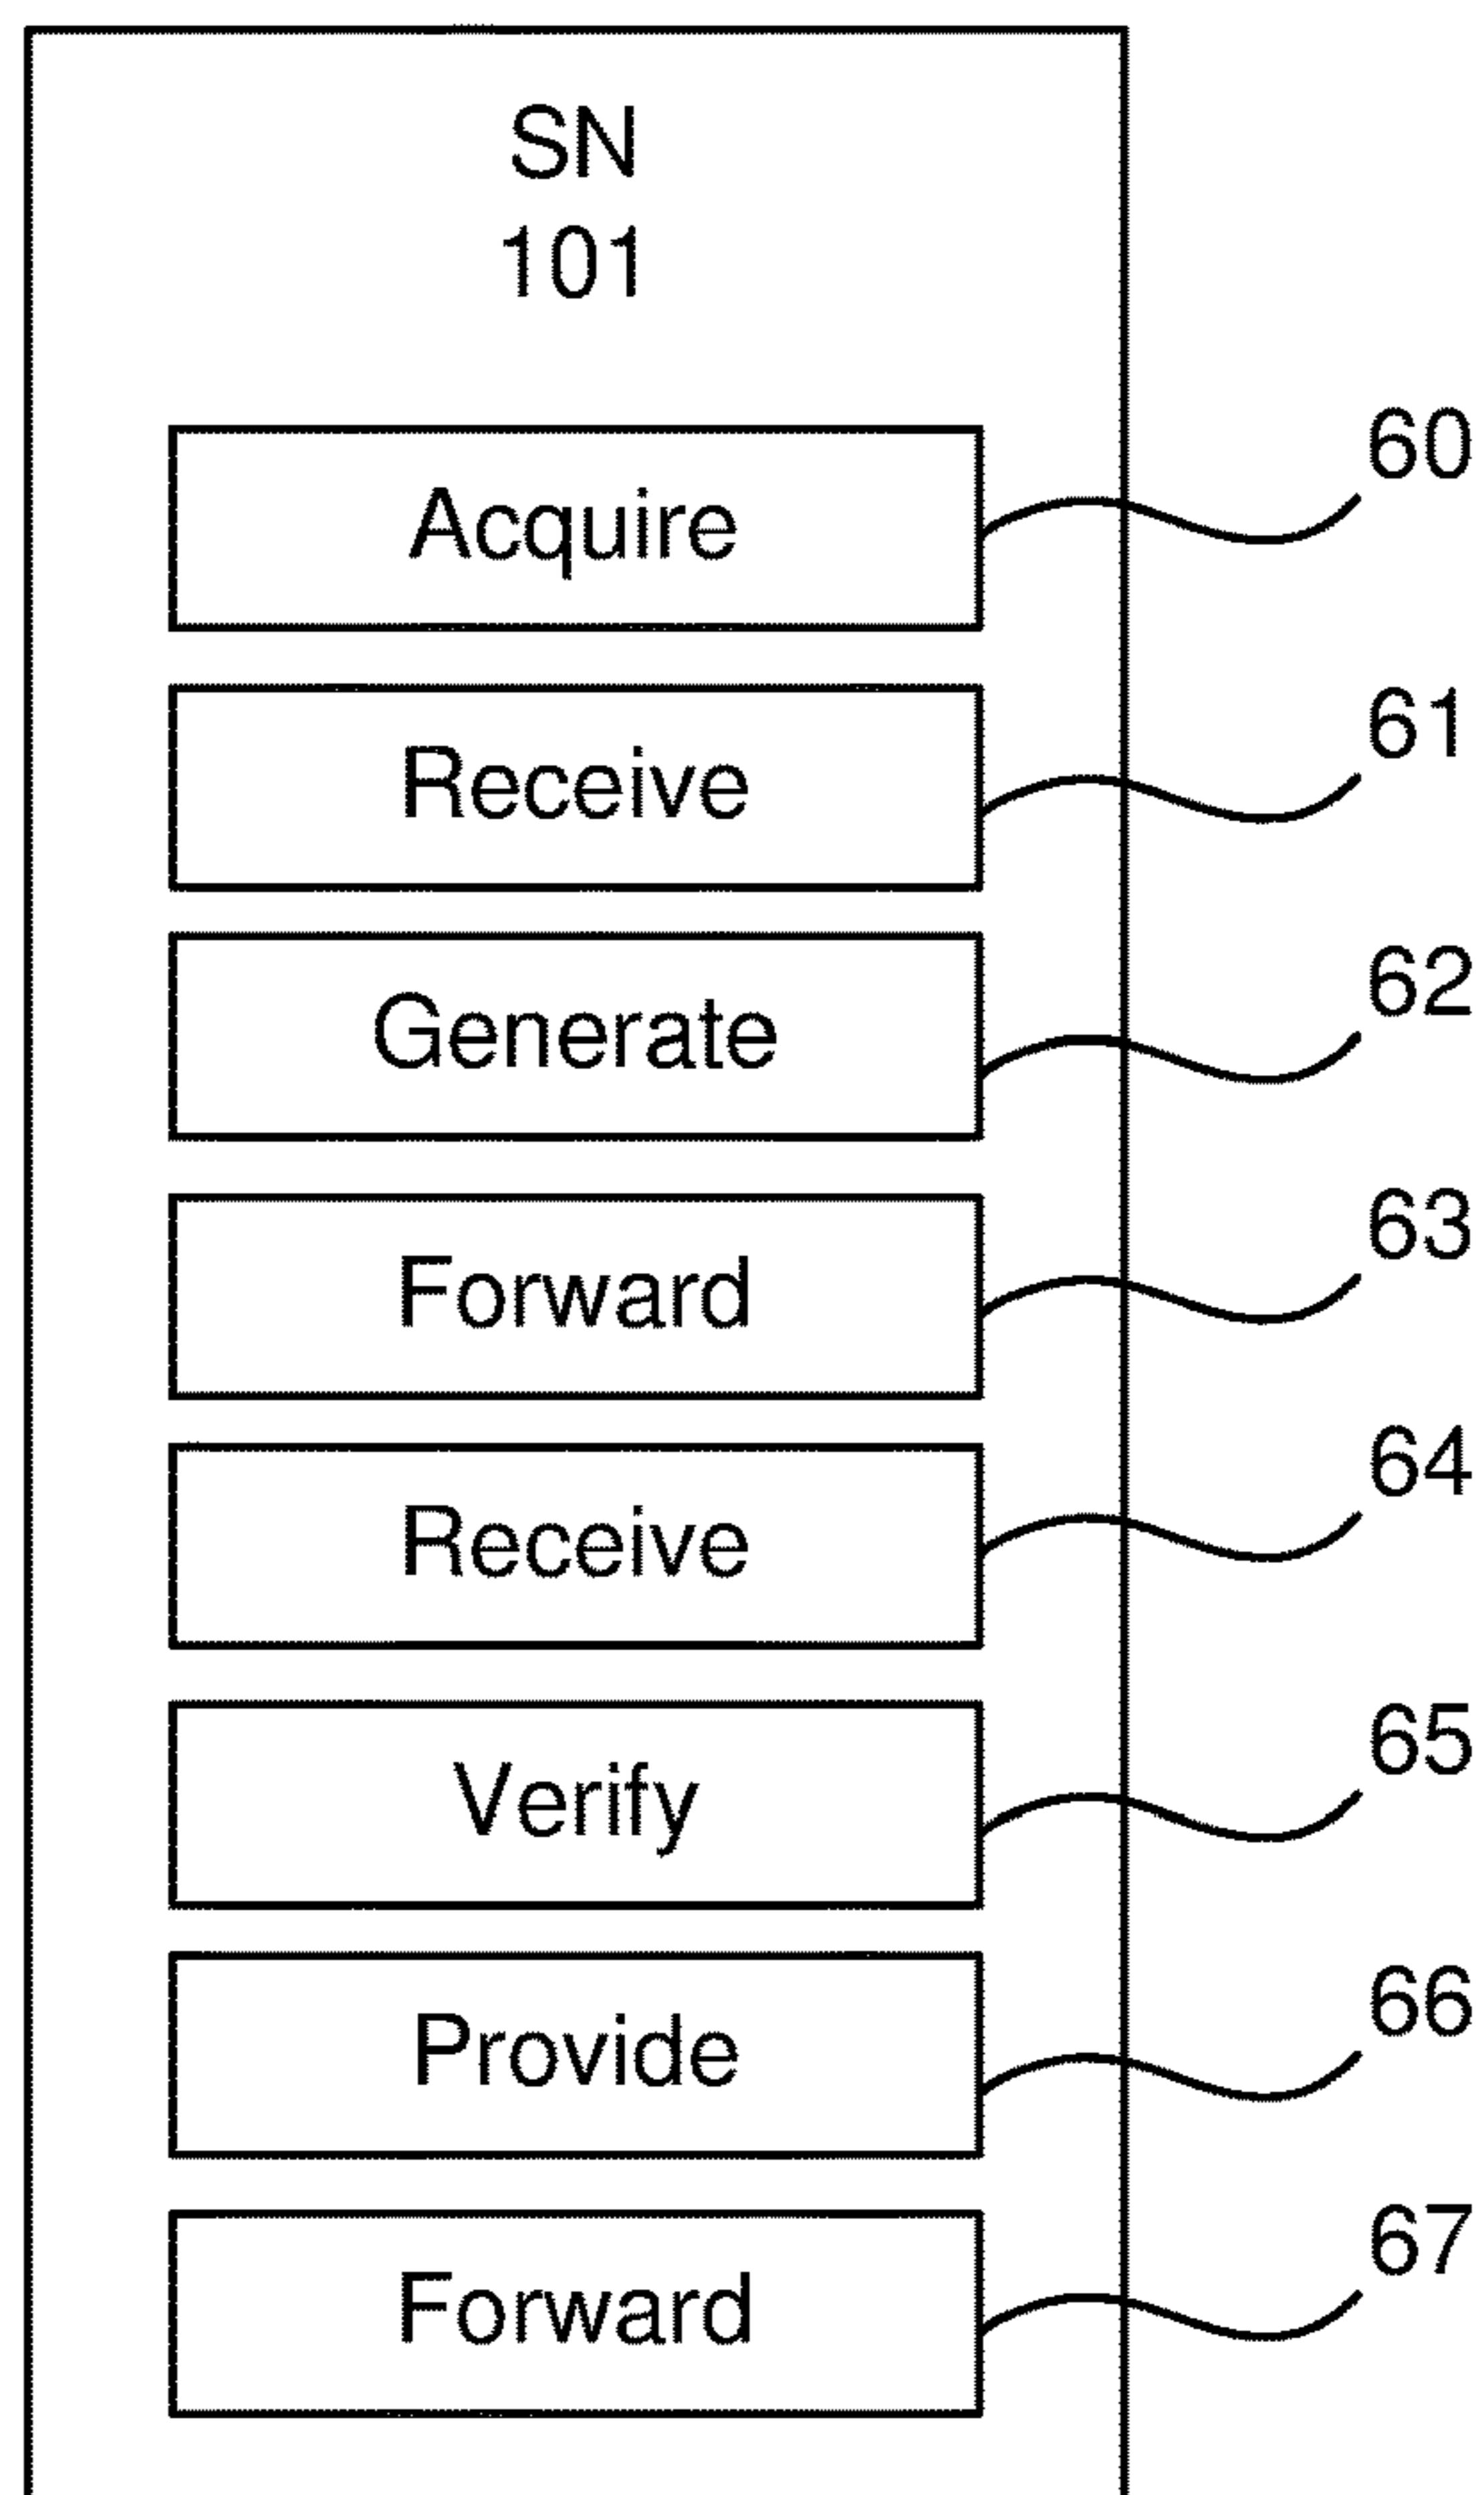 SN
101
Acquire
60
Receive
61
Generate
62
Forward
63
Receive
64
Verify
65
Provide
66
Forward
67